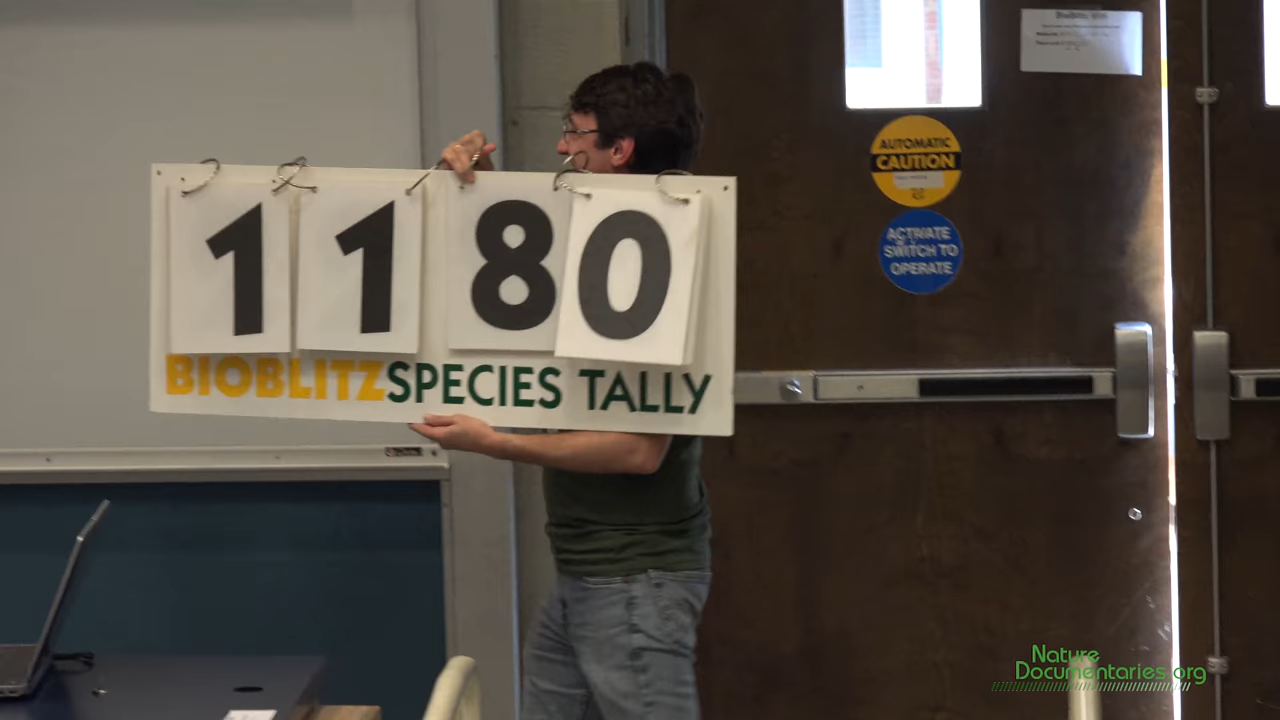 1180
BIOBLITZ SPECIES TALLY
AUTOMATIC
CAUTION
ACTIVATE
SWITCH TO
OPERATE
Nature
Documentaries.org